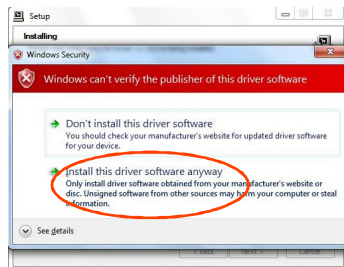 Setup
Installing
Windows Security
Windows can't verify the publisher of this driver software
Don't install this driver software
You should check your manufacturer's website for updated driver software
for your device.
Install this driver software anyway
Only install driver software obtained from your manufacturer's website or
disc. Unsigned software from other sources may harm your computer or steal
information.
See details
< Back Next > Cancel